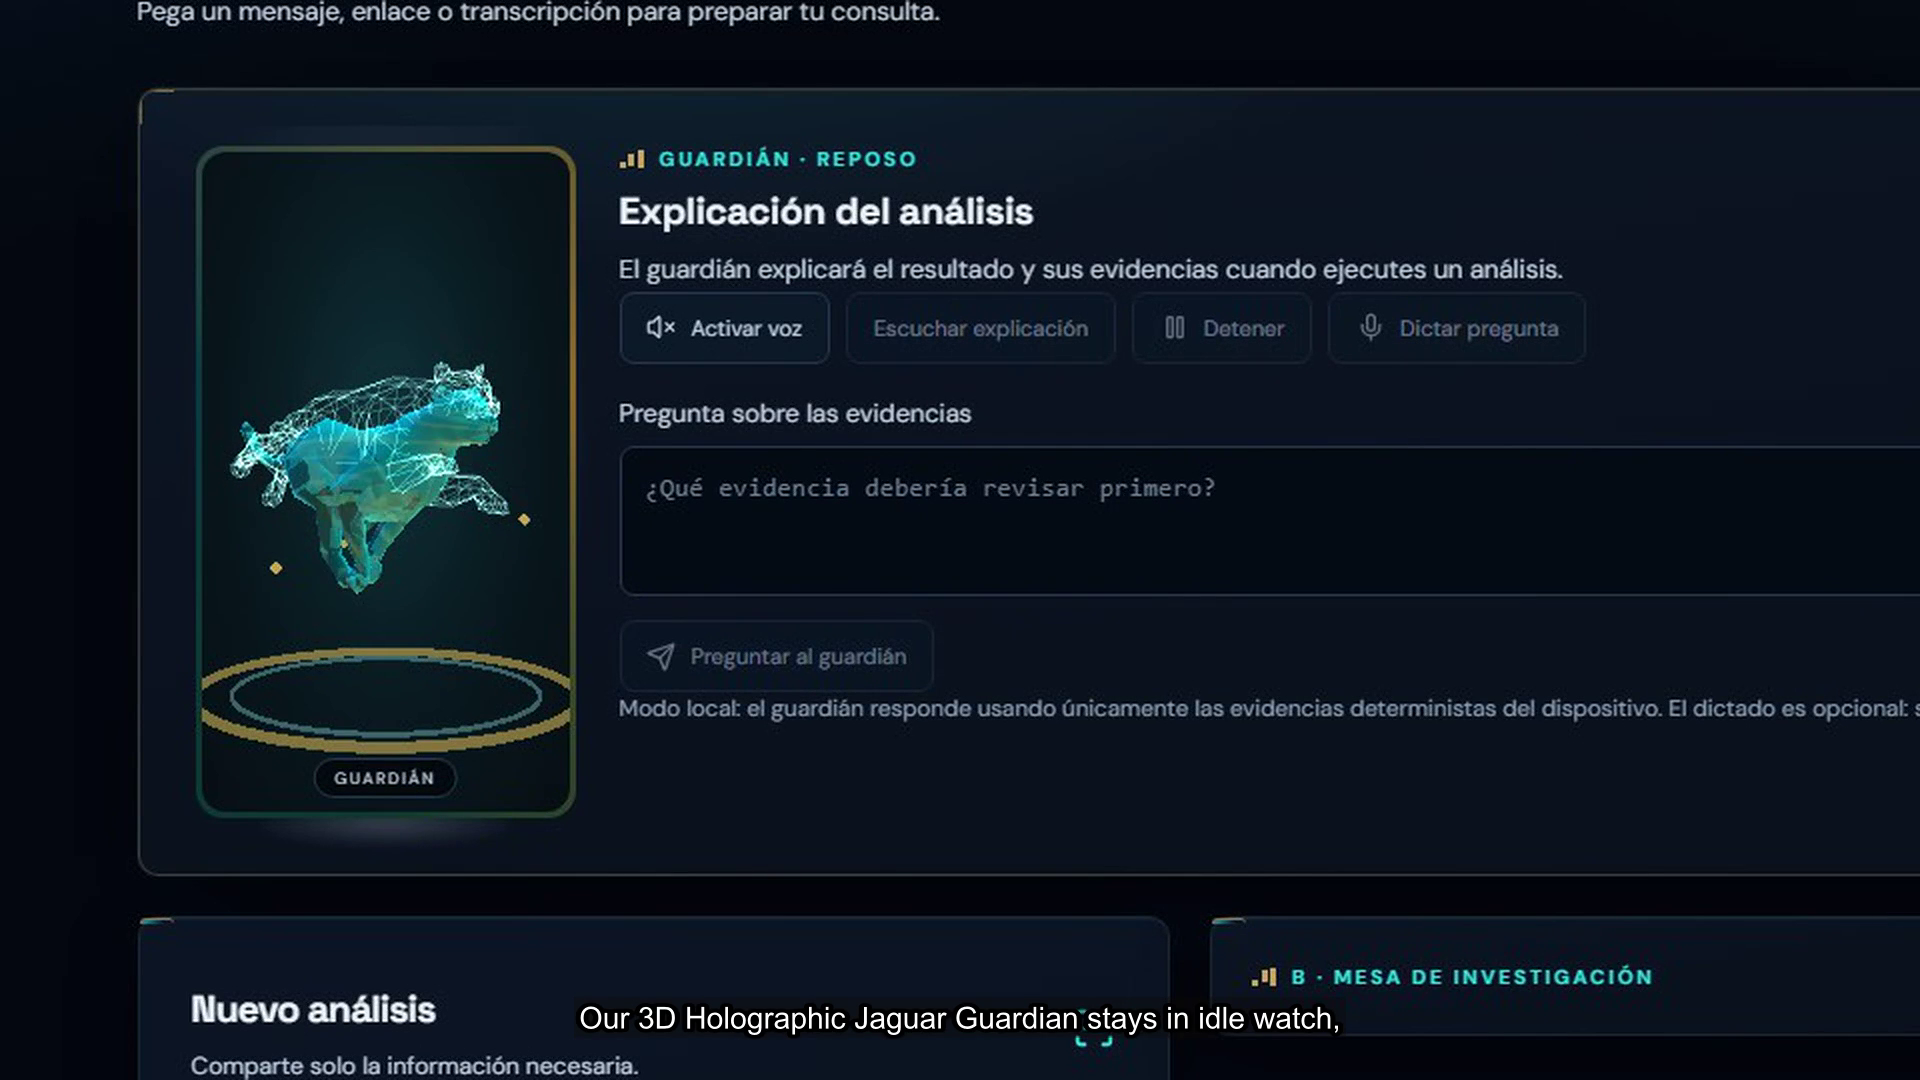 Pega un mensaje, enlace o transcripción para preparar tu consulta.
GUARDIÁN · REPOSO
Explicación del análisis
El guardián explicará el resultado y sus evidencias cuando ejecutes un análisis.
Activar voz
Escuchar explicación
Detener
Dictar pregunta
Pregunta sobre las evidencias
¿Qué evidencia debería revisar primero?
Preguntar al guardián
Modo local: el guardián responde usando únicamente las evidencias deterministas del dispositivo. El dictado es opcional:
GUARDIÁN
Nuevo análisis
Comparte solo la información necesaria.
B · MESA DE INVESTIGACIÓN
Our 3D Holographic Jaguar Guardian stays in idle watch,